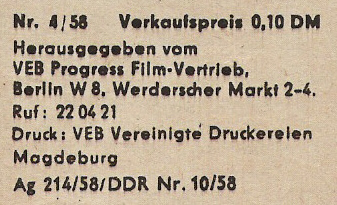 Nr. 4/58 Verkaufspreis 0,10 DM
Herausgegeben vom
VEB Progress Film-Vertrieb,
Berlin W 8, Werderscher Markt 2-4.
Ruf: 22 04 21
Druck: VEB Vereinigte Druckereien
Magdeburg
Ag 214/58/DDR Nr. 10/58